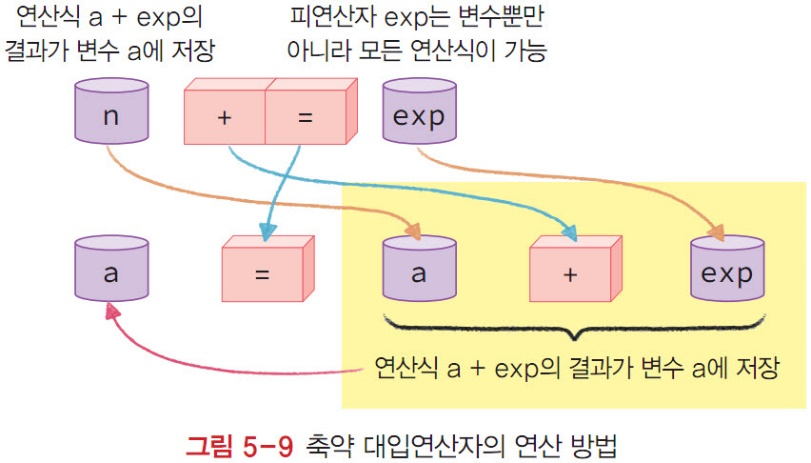 연산식 a + exp의
결과가 변수 a에 저장
피연산자 exp는 변수뿐만
아니라 모든 연산식이 가능
n + = exp
a = a + exp
연산식 a + exp의 결과가 변수 a에 저장
그림 5-9 축약 대입연산자의 연산 방법